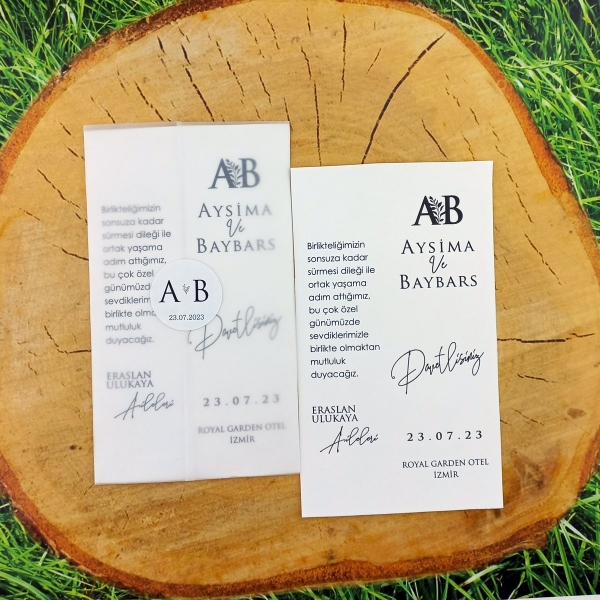 AB
AYSİMA
Ve
BAYBARS
Birlikteliğimizin
sonsuza kadar
sürmesi dileği ile
ortak yaşama
adım attığımız,
bu çok özel
günümüzde
sevdiklerim
birlikte olma
mutluluk
duyacağız.
A B
23.07.2023
Davetlisiniz
ERASLAN
ULUKAYA
Aileleri
23.07.23
ROYAL GARDEN OTEL
İZMİR
AB
AYSİMA
Ve
BAYBARS
Birlikteliğimizin
sonsuza kadar
sürmesi dileği ile
ortak yaşama
adım attığımız,
bu çok özel
günümüzde
sevdiklerimizle
birlikte olmaktan
mutluluk
duyacağız.
Davetlisiniz
ERASLAN
ULUKAYA
Aileleri
23.07.23
ROYAL GARDEN OTEL
İZMİR